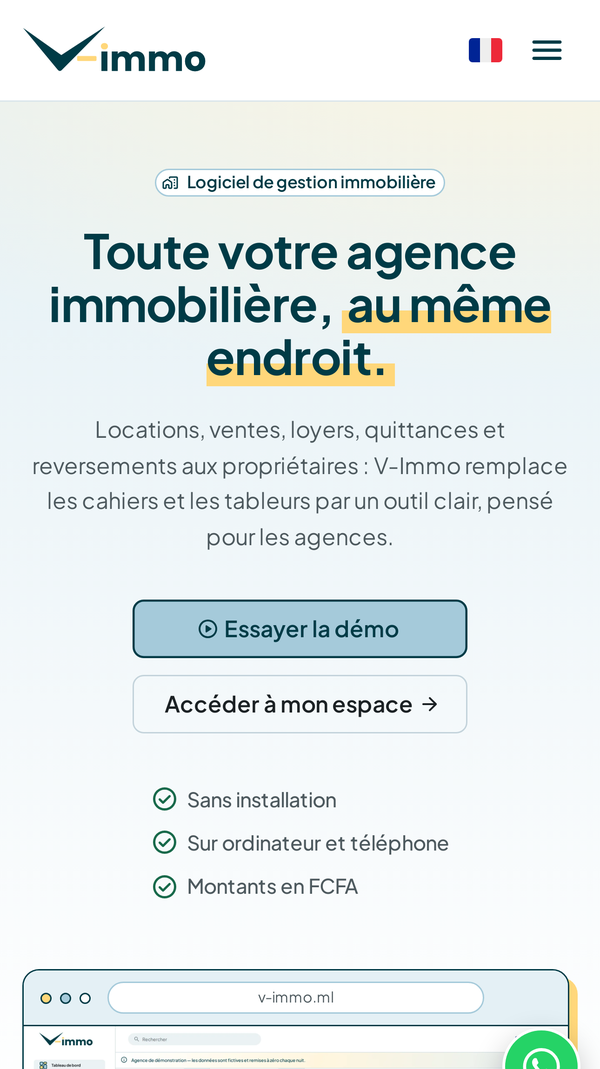 V-immo
Logiciel de gestion immobilière
Toute votre agence
immobilière, au même
endroit.
Locations, ventes, loyers, quittances et
reversements aux propriétaires : V-Immo remplace
les cahiers et les tableurs par un outil clair, pensé
pour les agences.
Essayer la démo
Accéder à mon espace →
Sans installation
Sur ordinateur et téléphone
Montants en FCFA
v-immo.ml
V-immo
Rechercher
Agence de démonstration — les données sont fictives et remises à zéro chaque nuit.
Tableau de bord